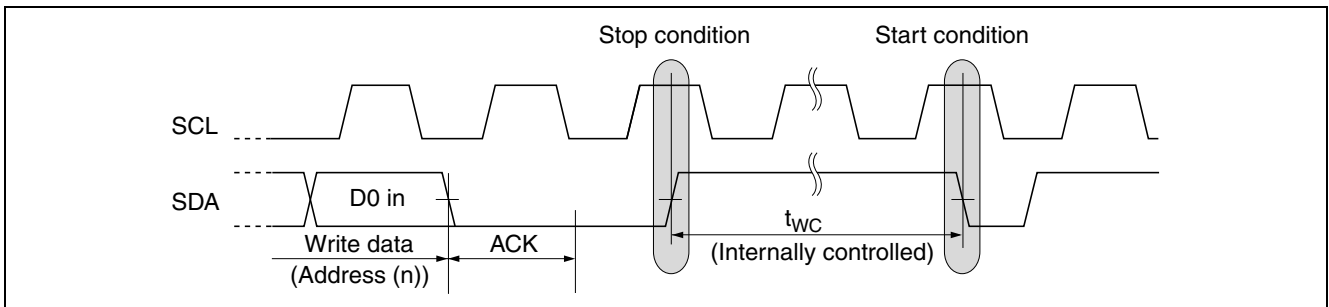 Stop condition
Start condition
SCL
SDA
D0 in
Write data
(Address (n))
ACK
tWC
(Internally controlled)